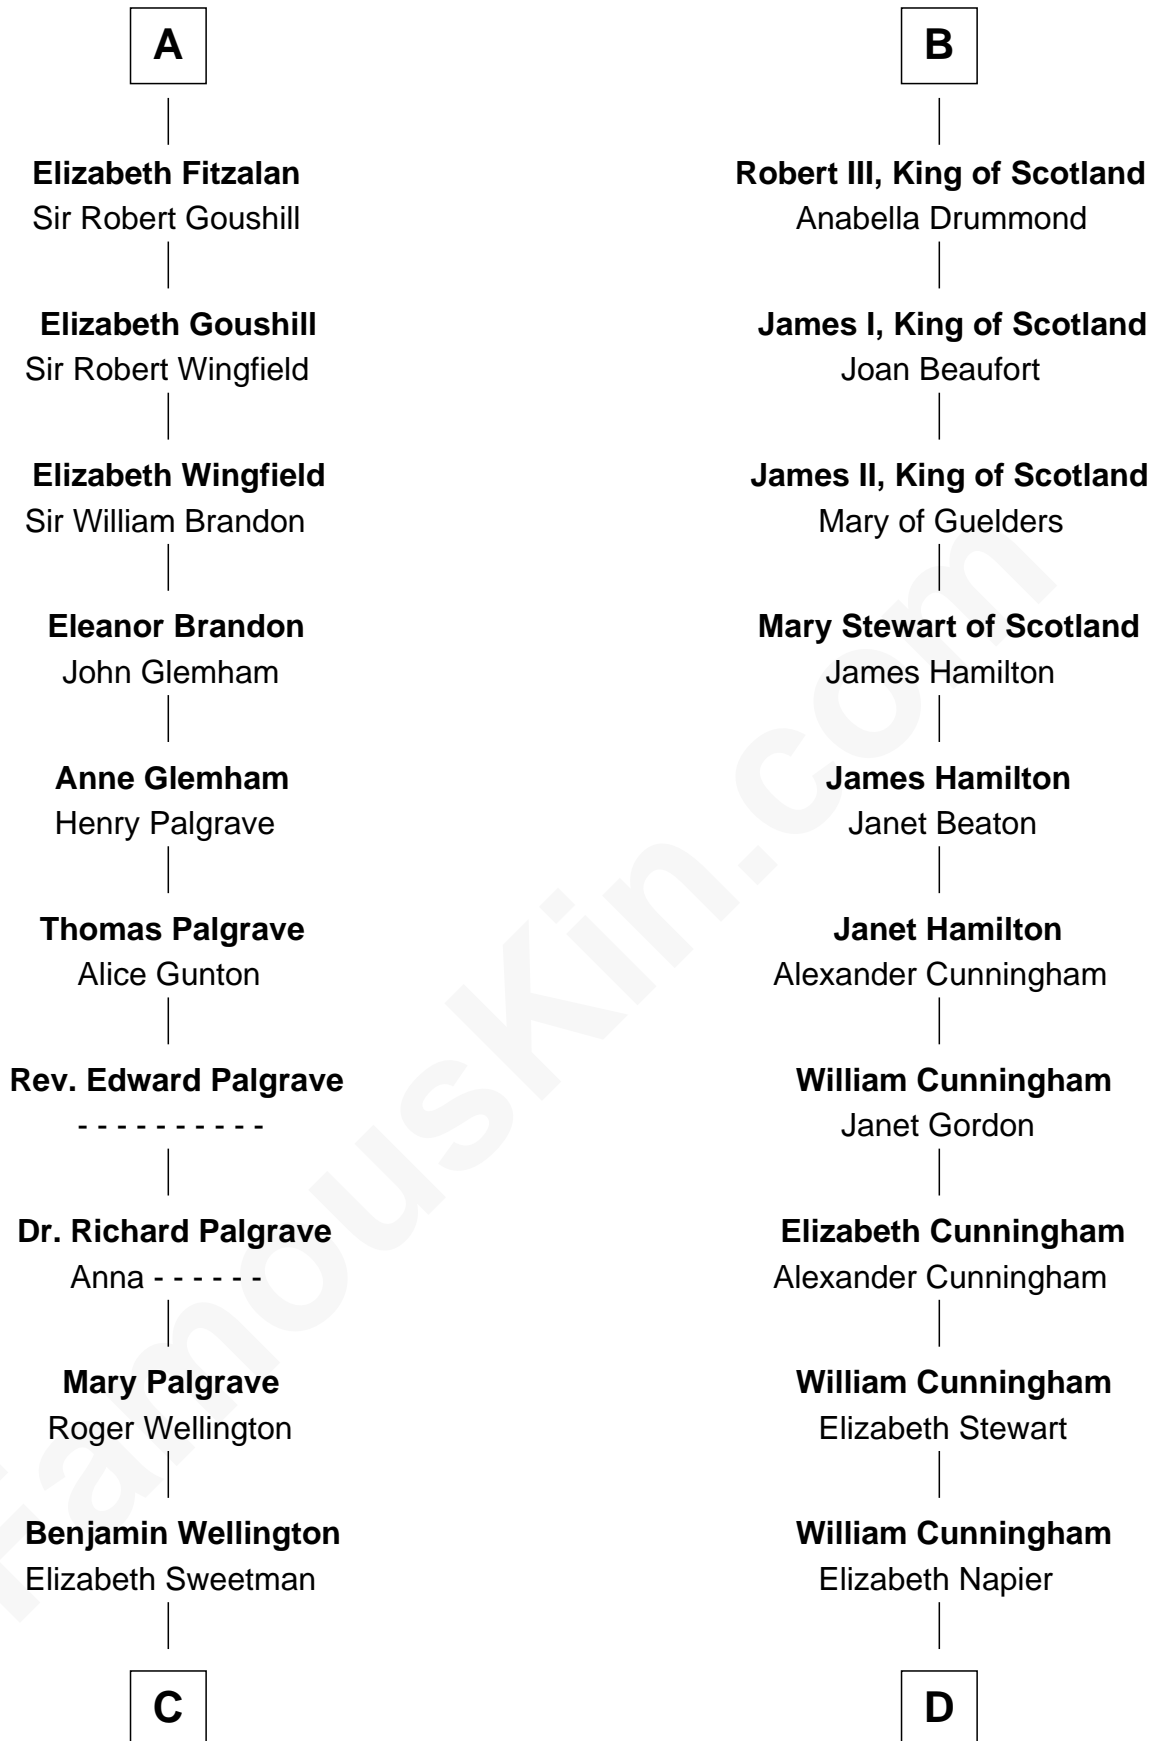 A
Elizabeth Fitzalan
Sir Robert Goushill
Elizabeth Goushill
Sir Robert Wingfield
Elizabeth Wingfield
Sir William Brandon
Eleanor Brandon
John Glemham
Anne Glemham
Henry Palgrave
Thomas Palgrave
Alice Gunton
Rev. Edward Palgrave
- - - - - - - - - -
Dr. Richard Palgrave
Anna - - - - - -
Mary Palgrave
Roger Wellington
Benjamin Wellington
Elizabeth Sweetman
C
B
Robert III, King of Scotland
Anabella Drummond
James I, King of Scotland
Joan Beaufort
James II, King of Scotland
Mary of Guelders
Mary Stewart of Scotland
James Hamilton
James Hamilton
Janet Beaton
Janet Hamilton
Alexander Cunningham
William Cunningham
Janet Gordon
Elizabeth Cunningham
Alexander Cunningham
William Cunningham
Elizabeth Stewart
William Cunningham
Elizabeth Napier
D
FamousKin.com